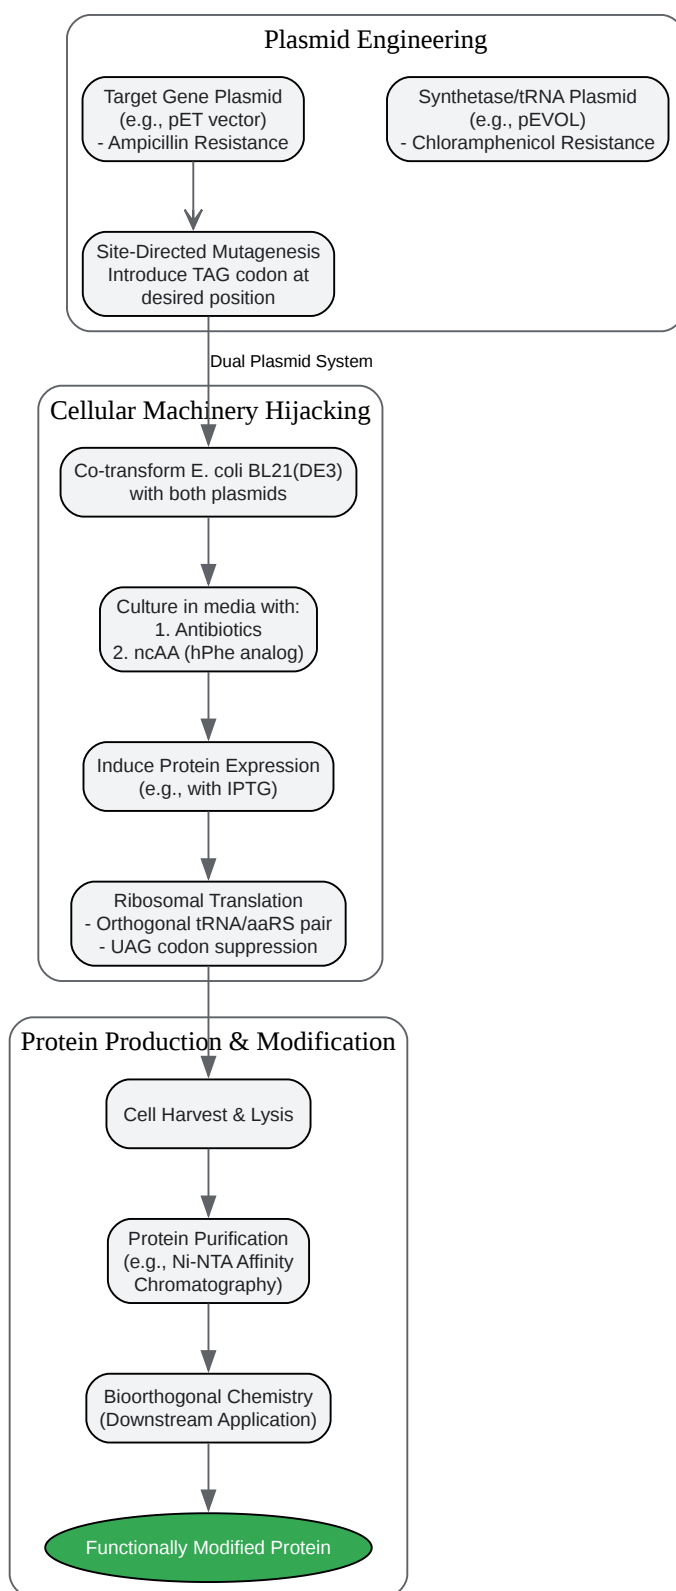 Plasmid Engineering
Target Gene Plasmid
(e.g., pET vector)
- Ampicillin Resistance
Synthetase/tRNA Plasmid
(e.g., pEVOL)
- Chloramphenicol Resistance
Site-Directed Mutagenesis
Introduce TAG codon at
desired position
Dual Plasmid System
Cellular Machinery Hijacking
Co-transform E. coli BL21(DE3)
with both plasmids
Culture in media with:
1. Antibiotics
2. ncAA (hPhe analog)
Induce Protein Expression
(e.g., with IPTG)
Ribosomal Translation
- Orthogonal tRNA/aaRS pair
- UAG codon suppression
Protein Production & Modification
Cell Harvest & Lysis
Protein Purification
(e.g., Ni-NTA Affinity
Chromatography)
Bioorthogonal Chemistry
(Downstream Application)
Functionally Modified Protein